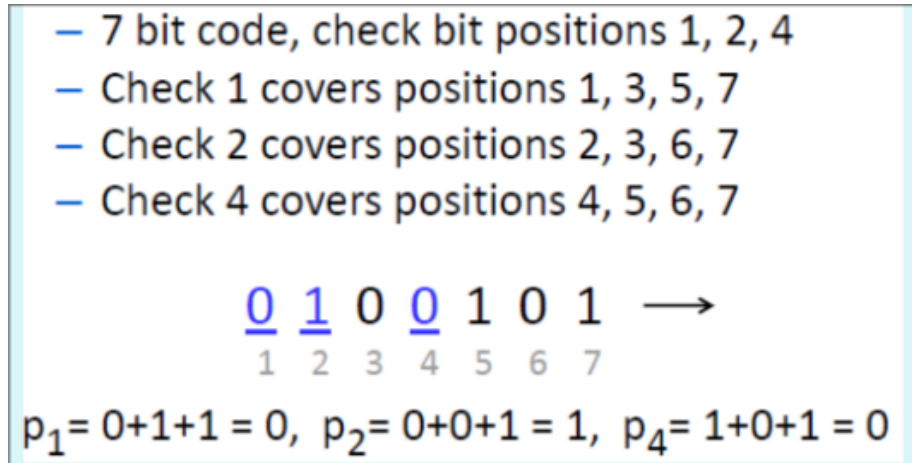 – 7 bit code, check bit positions 1, 2, 4
– Check 1 covers positions 1, 3, 5, 7
– Check 2 covers positions 2, 3, 6, 7
– Check 4 covers positions 4, 5, 6, 7
0 1 0 0 1 0 1 →
1 2 3 4 5 6 7
p₁= 0+1+1 = 0, p₂= 0+0+1 = 1, p₄= 1+0+1 = 0